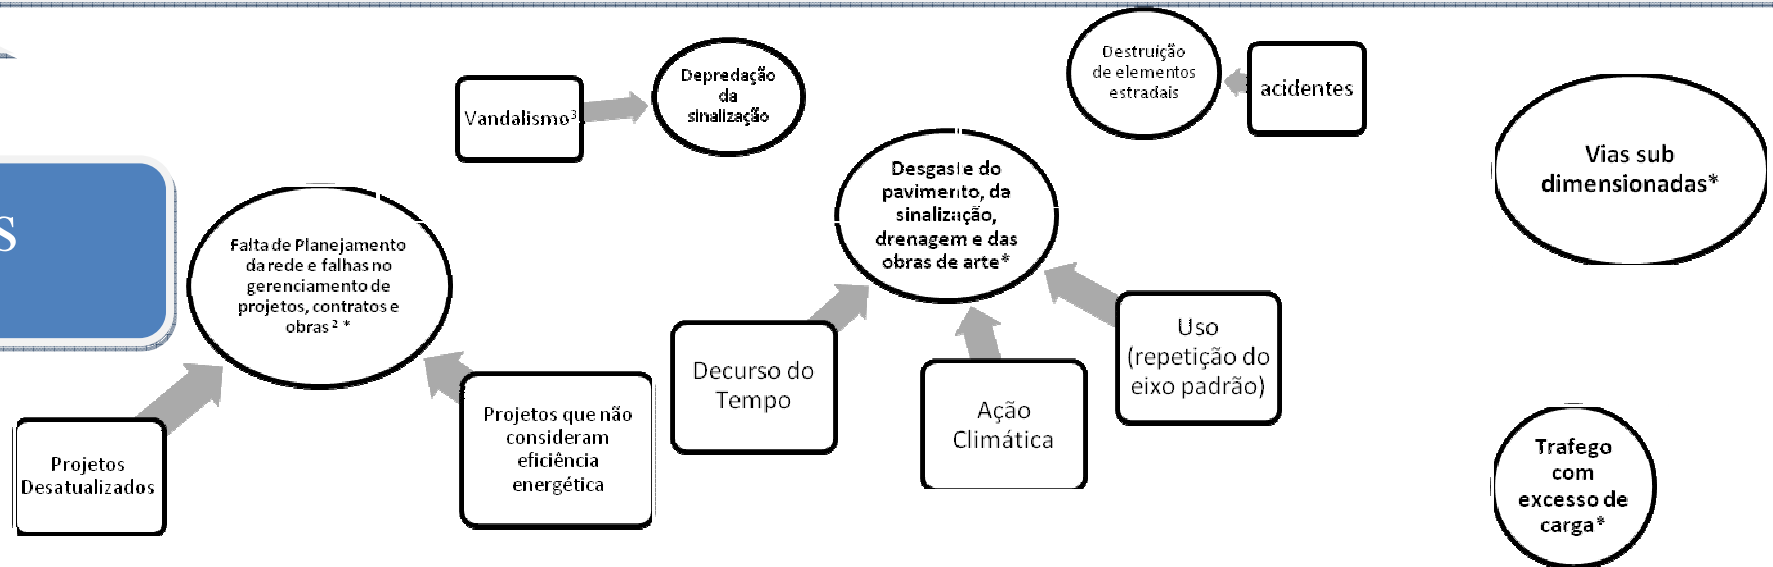 S
Vandalismo³
Depredação
da
sinalização
Destruição
de elementos
estradais
acidentes
Vias sub
dimensionadas*
Desgaste do
pavimento, da
sinalização,
drenagem e das
obras de arte*
Falta de Planejamento
da rede e falhas no
gerenciamento de
projetos, contratos e
obras² *
Projetos
Desatualizados
Projetos que não
consideram
eficiência
energética
Decurso do
Tempo
Ação
Climática
Uso
(repetição do
eixo padrão)
Trafego
com
excesso de
carga*